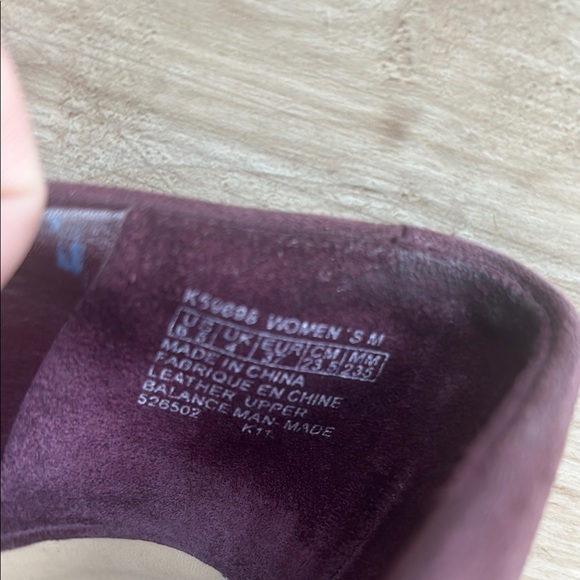 WOMEN'S M
US UK EUR CM MM
6 4 37 23.5 235
MADE IN CHINA
FABRIQUE EN CHINE
LEATHER UPPER
BALANCE MAN-MADE
526502 K11